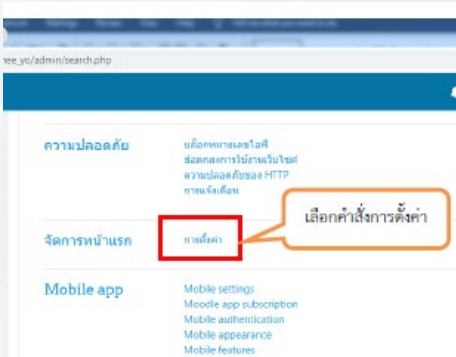 nee_yo/admin/search.php
ความปลอดภัย
บล็อกหมายเลขไอพี
ข้อตกลงการใช้งานเว็บไซต์
ความปลอดภัยของ HTTP
การแจ้งเตือน
เลือกคำสั่งการตั้งค่า
จัดการหน้าแรก
การตั้งค่า
Mobile app
Mobile settings
Moodle app subscription
Mobile authentication
Mobile appearance
Mobile features